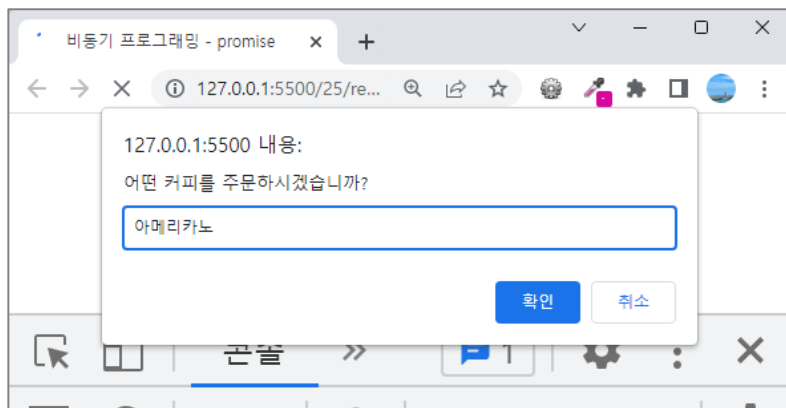 비동기 프로그래밍 - promise
127.0.0.1:5500/25/re...
127.0.0.1:5500 내용:
어떤 커피를 주문하시겠습니까?
아메리카노
확인 취소
콘솔 1